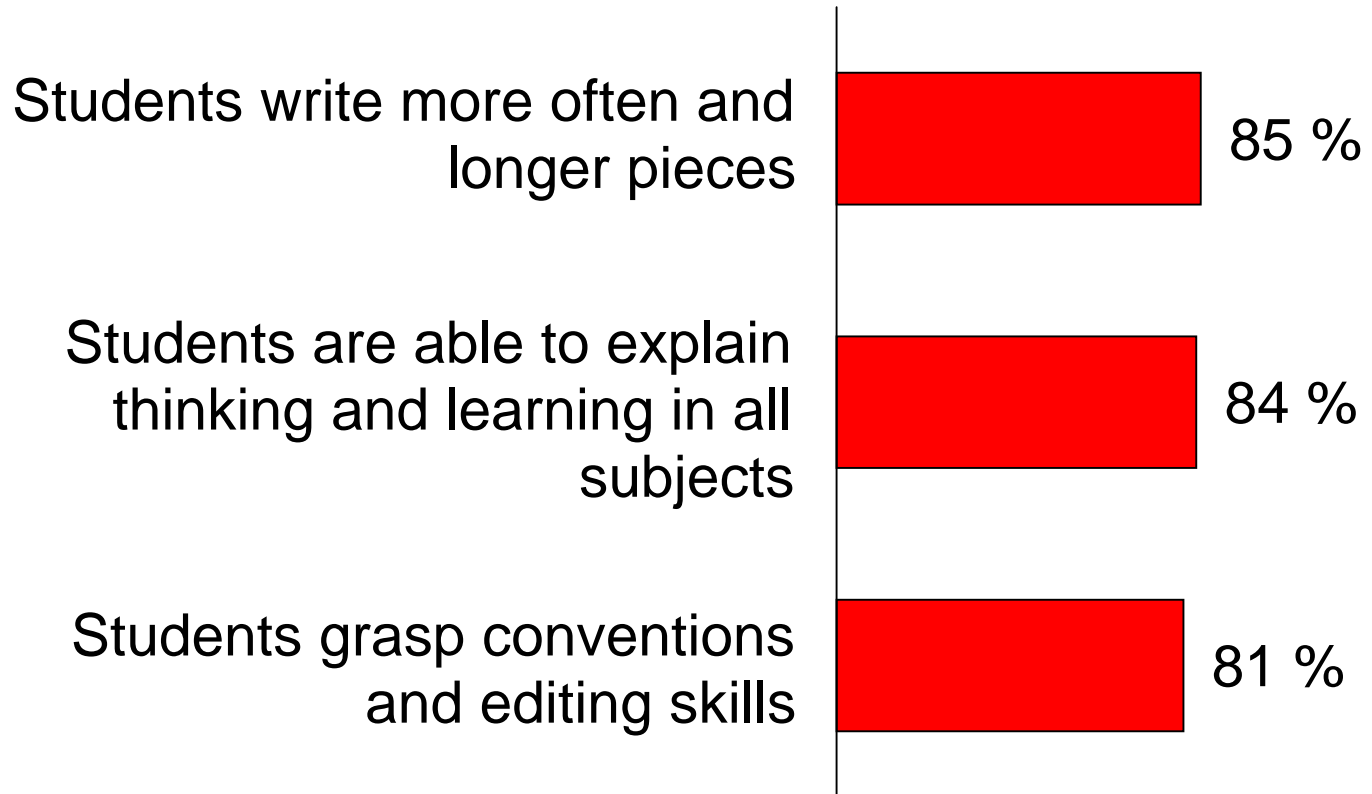 Students write more often and
longer pieces
85 %
Students are able to explain
thinking and learning in all
subjects
84 %
Students grasp conventions
and editing skills
81 %